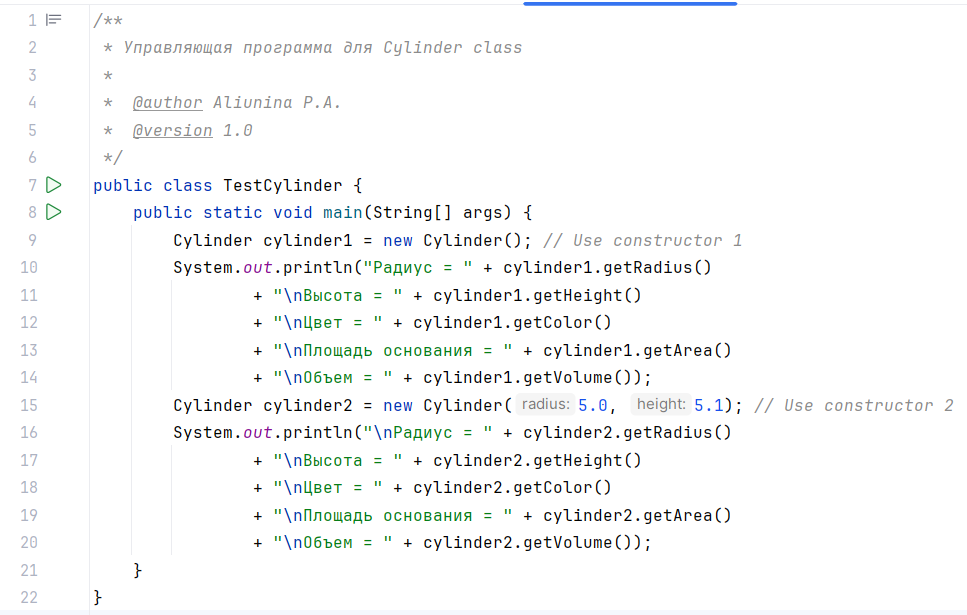 1 /**
2 * Управляющая программа для Cylinder class
3 *
4 * @author Aliunina P.A.
5 * @version 1.0
6 */
7 public class TestCylinder {
8 public static void main(String[] args) {
9 Cylinder cylinder1 = new Cylinder(); // Use constructor 1
10 System.out.println("Радиус = " + cylinder1.getRadius()
11 + "\nВысота = " + cylinder1.getHeight()
12 + "\nЦвет = " + cylinder1.getColor()
13 + "\nПлощадь основания = " + cylinder1.getArea()
14 + "\nОбъем = " + cylinder1.getVolume());
15 Cylinder cylinder2 = new Cylinder( radius: 5.0, height: 5.1); // Use constructor 2
16 System.out.println("\nРадиус = " + cylinder2.getRadius()
17 + "\nВысота = " + cylinder2.getHeight()
18 + "\nЦвет = " + cylinder2.getColor()
19 + "\nПлощадь основания = " + cylinder2.getArea()
20 + "\nОбъем = " + cylinder2.getVolume());
21 }
22 }